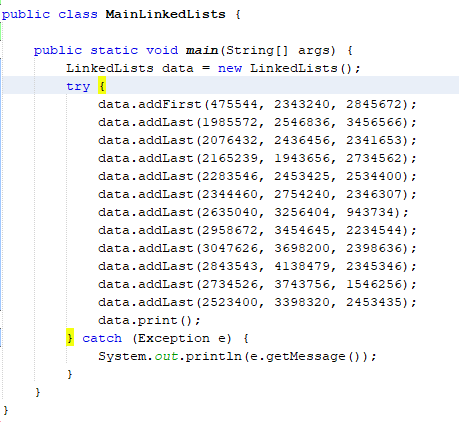 public class MainLinkedLists {
public static void main(String[] args) {
LinkedLists data = new LinkedLists();
try {
data.addFirst(475544, 2343240, 2845672);
data.addLast(1985572, 2546836, 3456566);
data.addLast(2076432, 2436456, 2341653);
data.addLast(2165239, 1943656, 2734562);
data.addLast(2283546, 2453425, 2534400);
data.addLast(2344460, 2754240, 2346307);
data.addLast(2635040, 3256404, 943734);
data.addLast(2958672, 3454645, 2234544);
data.addLast(3047626, 3698200, 2398636);
data.addLast(2843543, 4138479, 2345346);
data.addLast(2734526, 3743756, 1546256);
data.addLast(2523400, 3398320, 2453435);
data.print();
} catch (Exception e) {
System.out.println(e.getMessage());
}
}
}